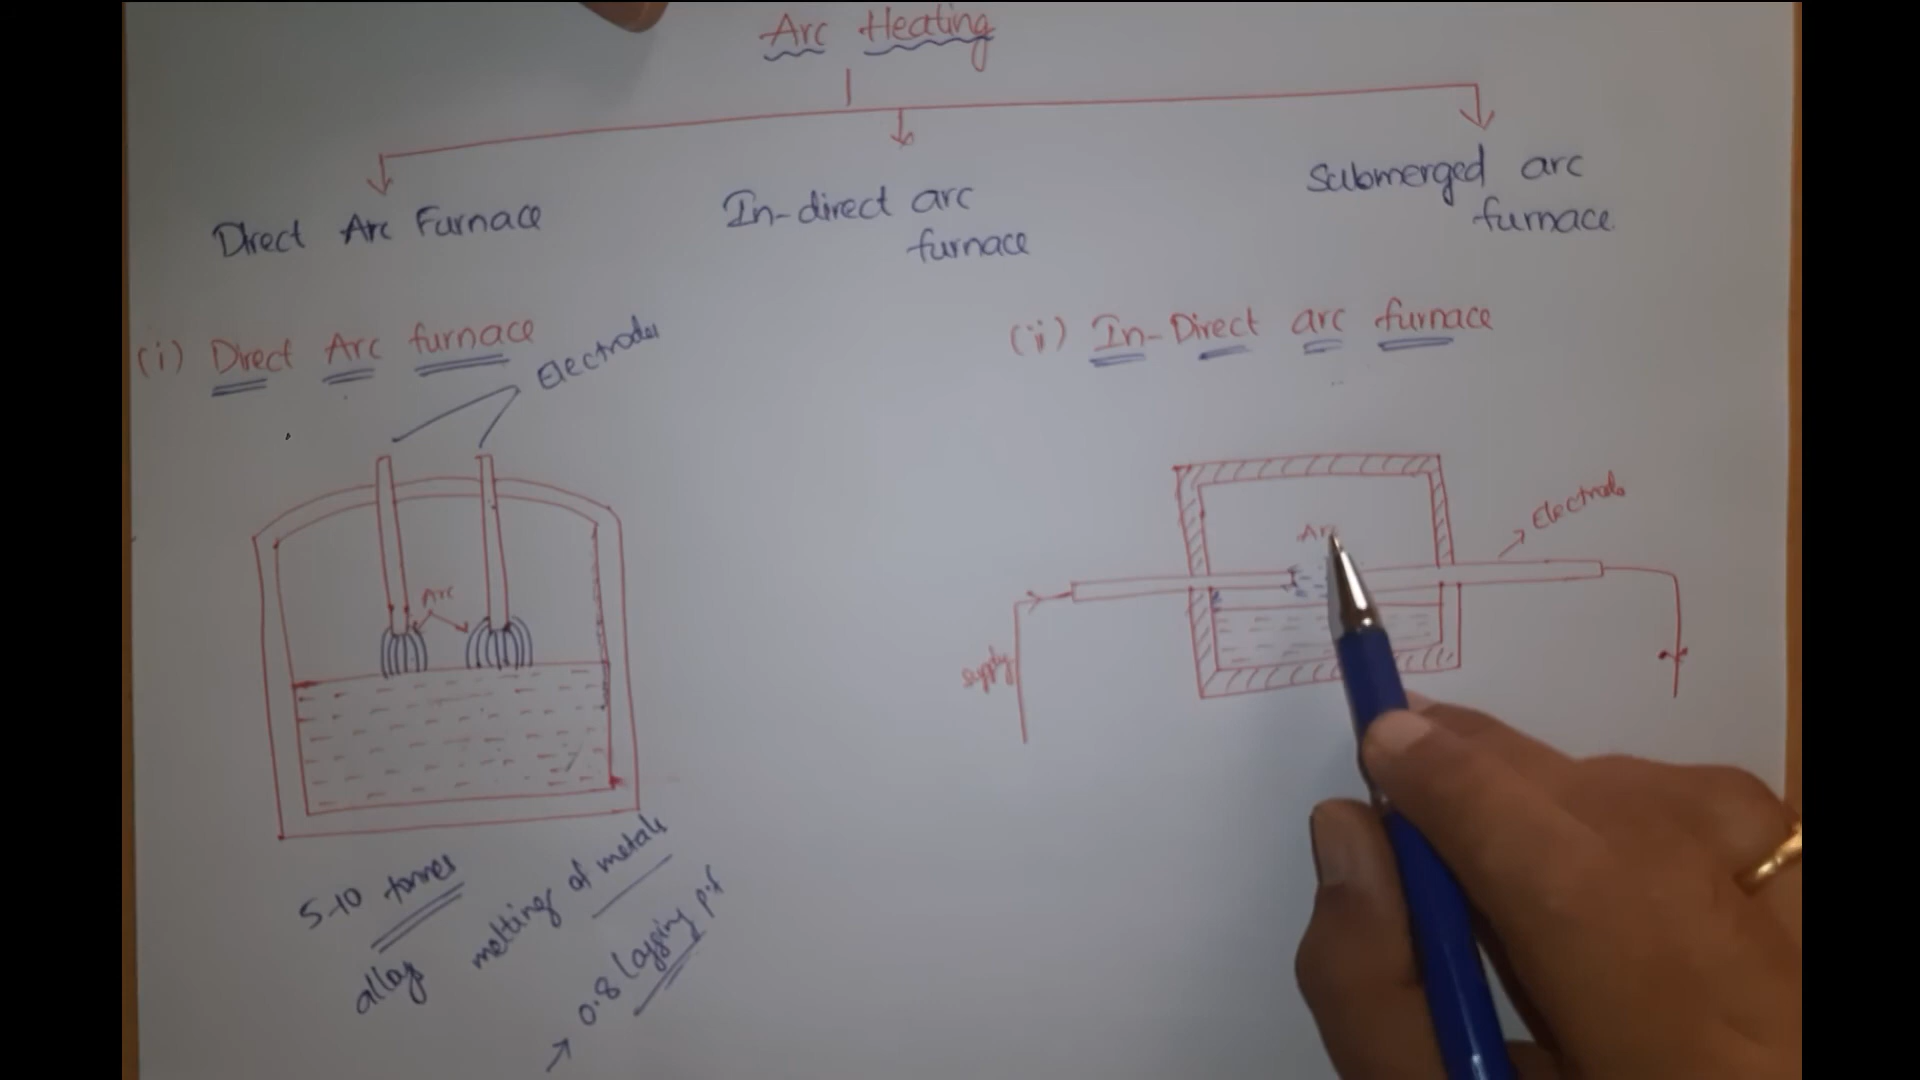 Arc Heating
Direct Arc Furnace
In-direct arc
furnace
Submerged arc
furnace
(i) Direct Arc furnace
Electrodes
(ii) In-Direct arc furnace
Arc
Electrode
Arc
supply
5-10 tonnes
alloy melting of metals
→ 0.8 lagging p.f